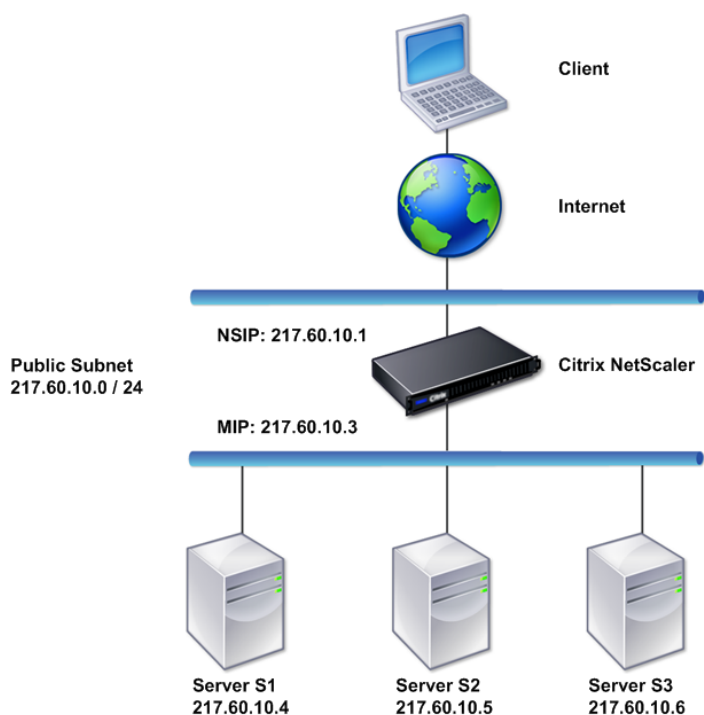 Client
Internet
NSIP: 217.60.10.1
Public Subnet
217.60.10.0 / 24
Citrix NetScaler
Citrix
MIP: 217.60.10.3
Server S1
217.60.10.4
Server S2
217.60.10.5
Server S3
217.60.10.6